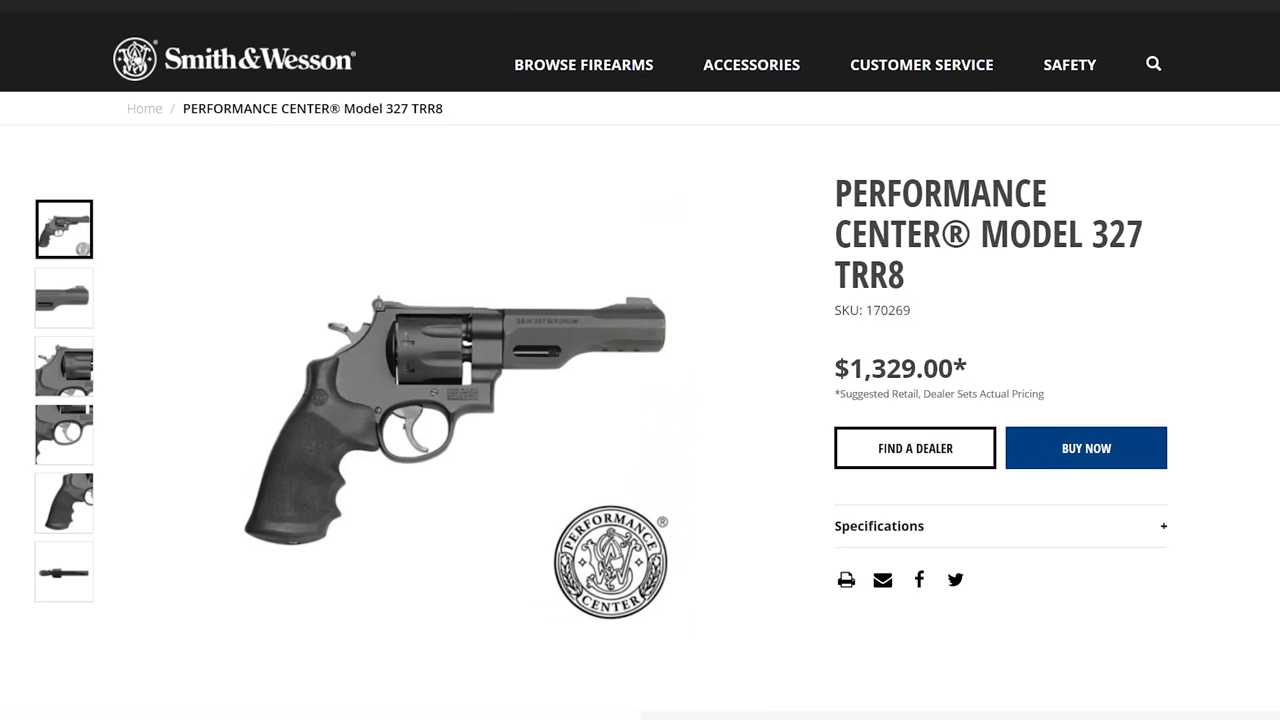 Smith&Wesson®
BROWSE FIREARMS
ACCESSORIES
CUSTOMER SERVICE
SAFETY
Home / PERFORMANCE CENTER® Model 327 TRR8
PERFORMANCE
CENTER® MODEL 327
TRR8
SKU: 170269
$1,329.00*
*Suggested Retail, Dealer Sets Actual Pricing
FIND A DEALER
BUY NOW
Specifications +
PERFORMANCE ®
CENTER